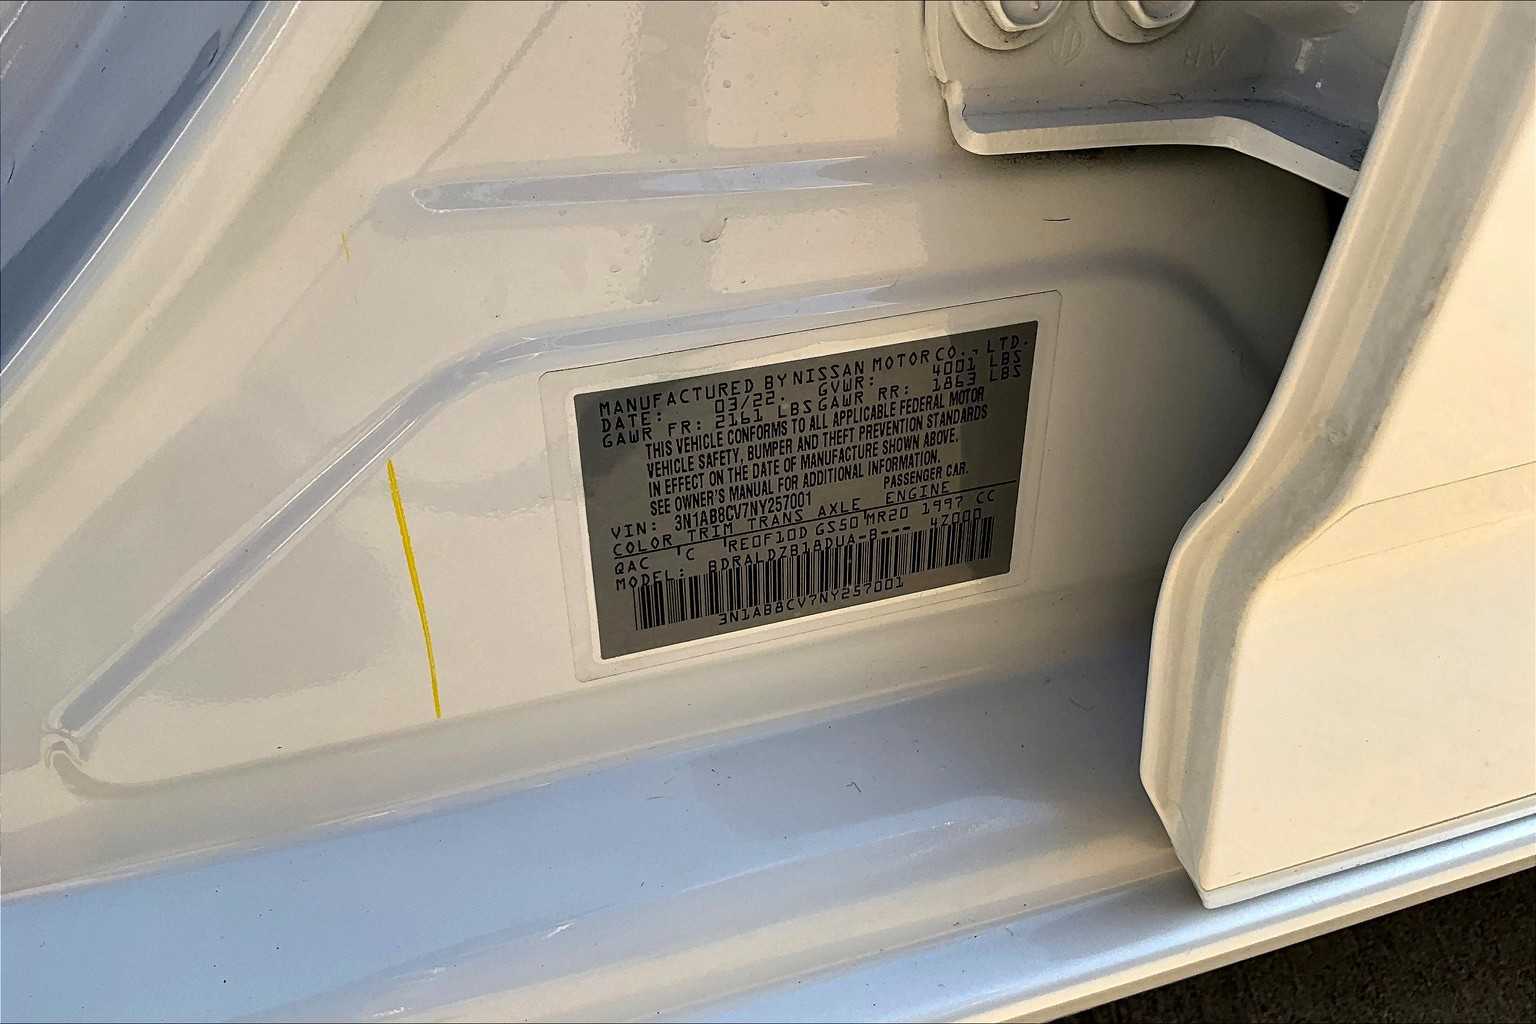 MANUFACTURED BY NISSAN MOTOR CO., LTD.
DATE: 03/22. GVWR: 4001 LBS
GAWR FR: 2161 LBS GAWR RR: 1863 LBS
THIS VEHICLE CONFORMS TO ALL APPLICABLE FEDERAL MOTOR
VEHICLE SAFETY, BUMPER AND THEFT PREVENTION STANDARDS
IN EFFECT ON THE DATE OF MANUFACTURE SHOWN ABOVE.
SEE OWNER'S MANUAL FOR ADDITIONAL INFORMATION.
VIN: 3N1AB8CV7NY257001 PASSENGER CAR.
COLOR TRIM TRANS AXLE ENGINE
QAC C RE0F10D GS50 MR20 1997 CC
MODEL: BDRALDZB18DUA-B--- 4Z000
3N1AB8CV7NY257001